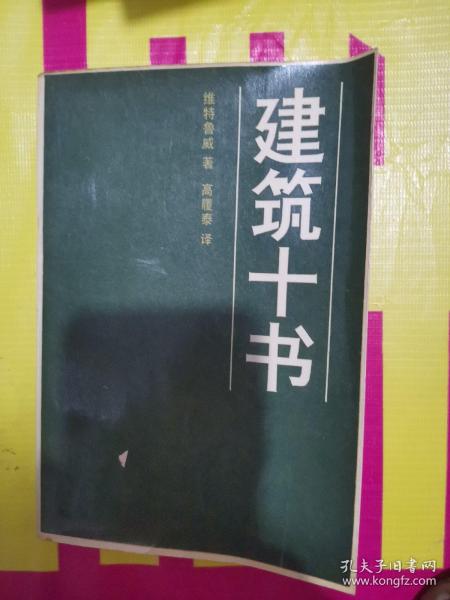 建筑十书
维特鲁威 著 高履泰 译
孔夫子旧书网
www.kongfz.com